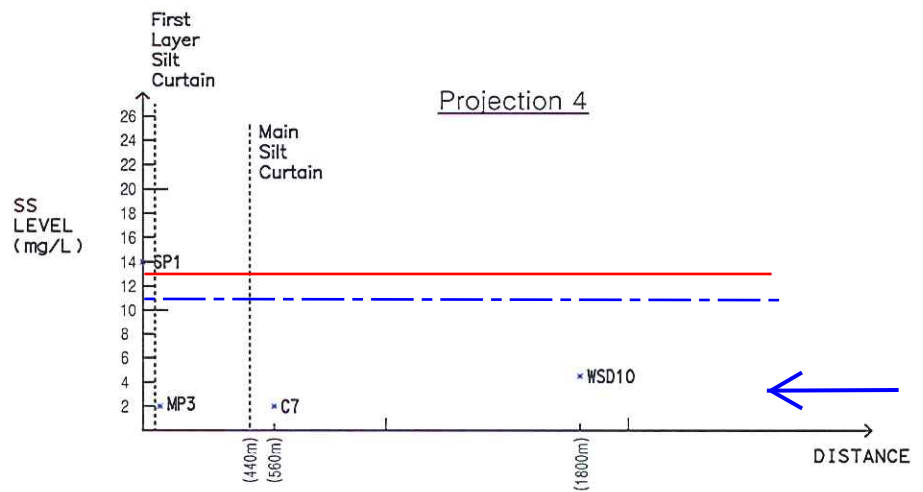 First
Layer
Silt
Curtain
Projection 4
Main
Silt
Curtain
SS
LEVEL
(mg/L)
26
24
22
20
18
16
14
12
10
8
6
4
2
SP1
MP3
C7
WSD10
(440m)
(560m)
(1800m)
DISTANCE